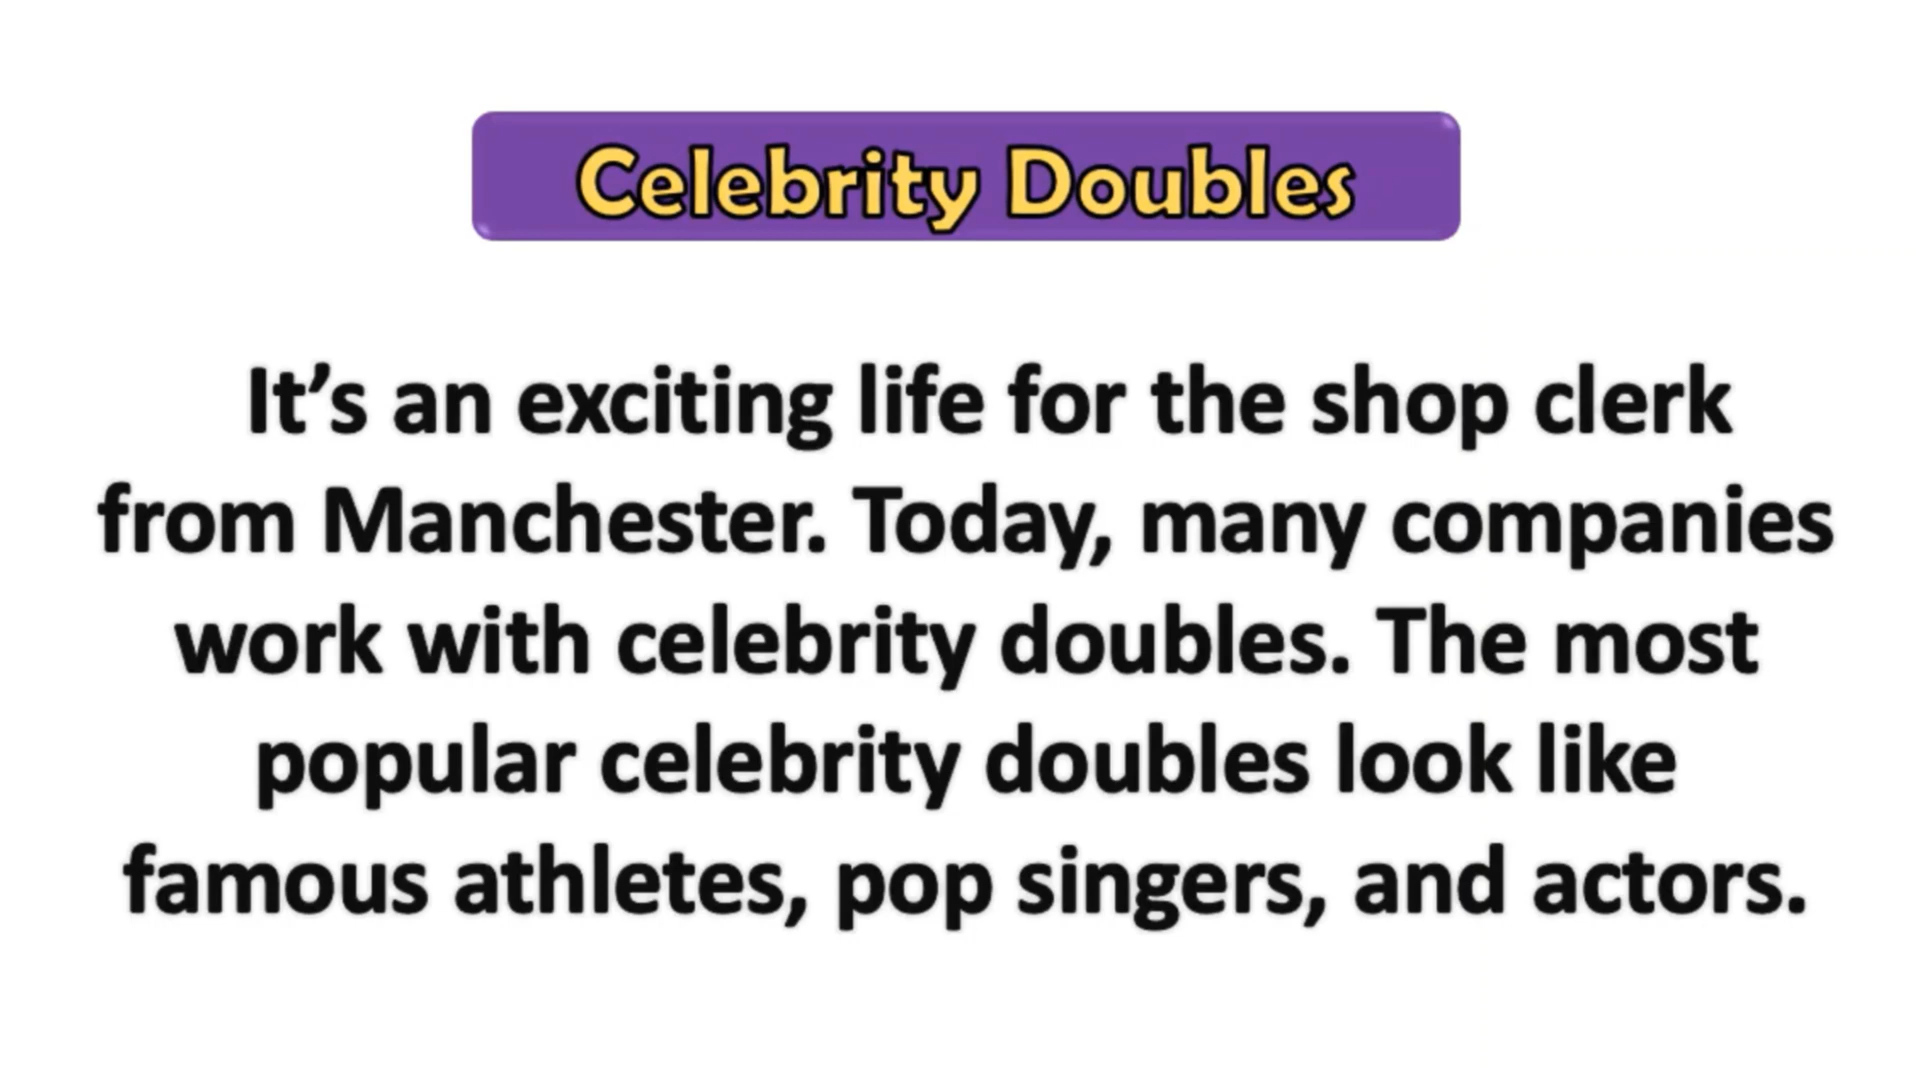 Celebrity Doubles
It’s an exciting life for the shop clerk
from Manchester. Today, many companies
work with celebrity doubles. The most
popular celebrity doubles look like
famous athletes, pop singers, and actors.